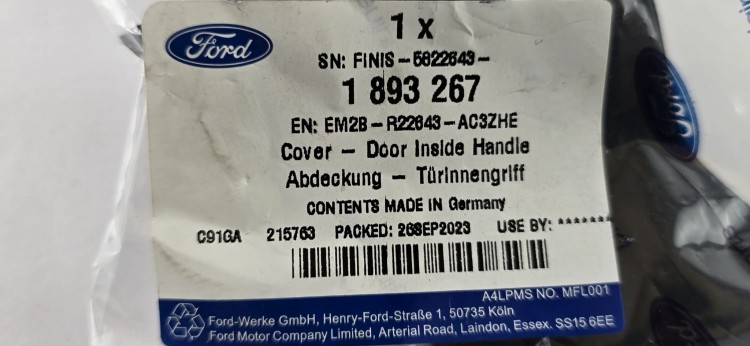 Ford
1 x
SN: FINIS-5822643-
1 893 267
EN: EM2B-R22643-AC3ZHE
Cover - Door Inside Handle
Abdeckung - Türinnengriff
CONTENTS MADE IN Germany
C91GA 215763 PACKED: 26SEP2023 USE BY: *******
A4LPMS NO. MFL001
Ford-Werke GmbH, Henry-Ford-Straße 1, 50735 Köln
Ford Motor Company Limited, Arterial Road, Laindon, Essex. SS15 6EE
Ford